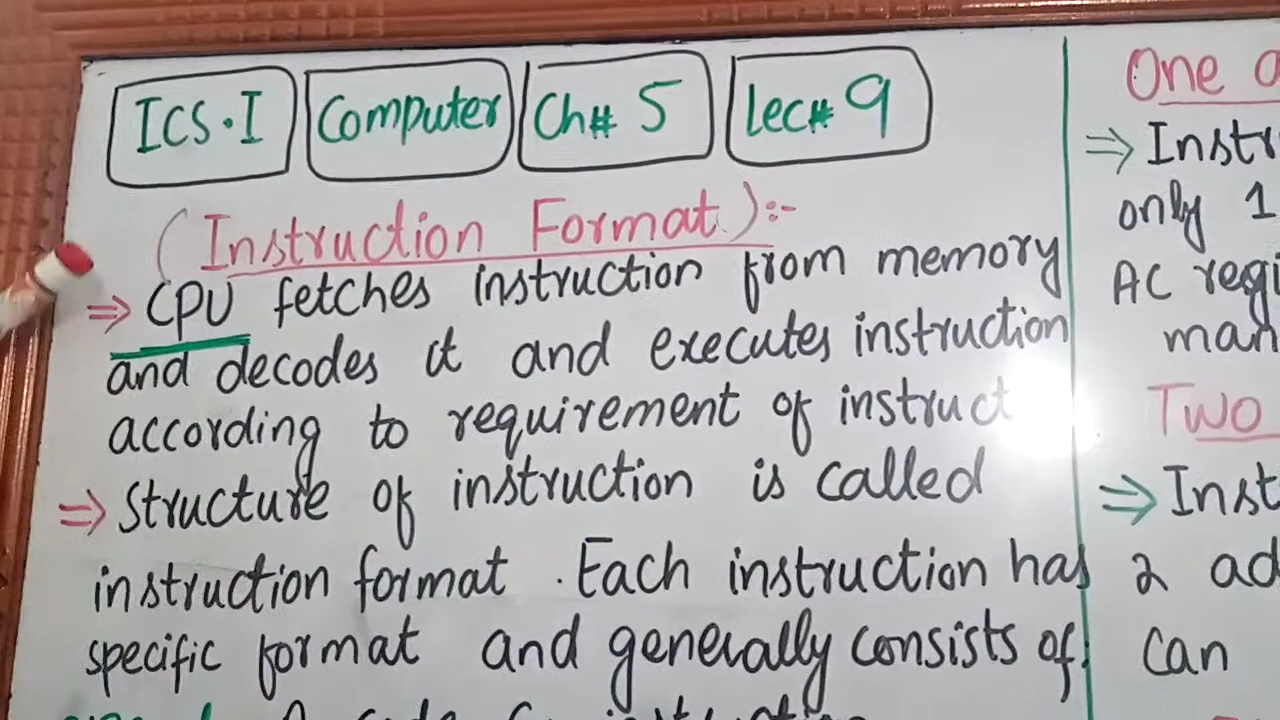 ICS.I Computer Ch# 5 Lec# 9
(Instruction Format):-
⇒ CPU fetches instruction from memory
and decodes it and executes instruction
according to requirement of instruct
⇒ Structure of instruction is called
instruction format. Each instruction has
specific format and generally consists of
One
⇒ Instr
only 1
AC regi
man
Two
⇒ Inst
2 ad
can